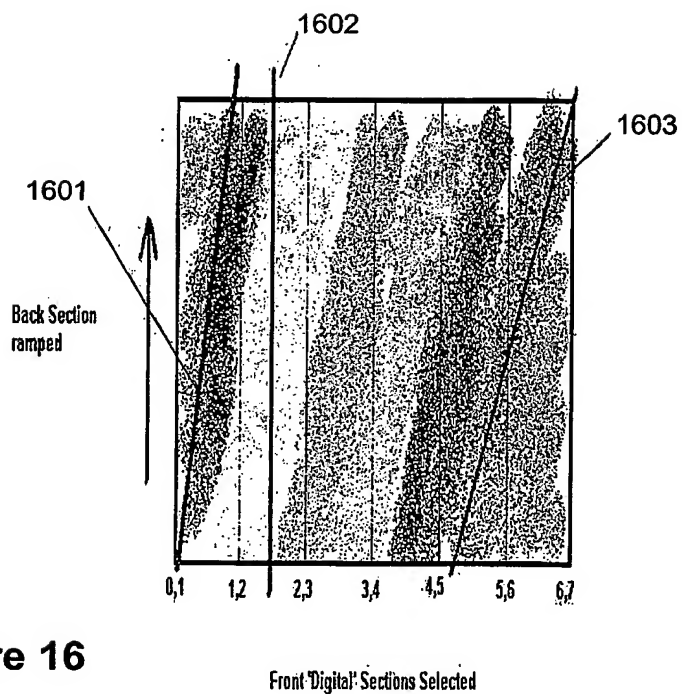 1602
1603
1601
Back Section
ramped
0,1 1,2 2,3 3,4 4,5 5,6 6,7
re 16
Front "Digital" Sections Selected